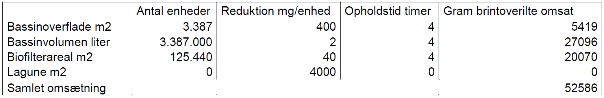 Antal enheder Reduktion mg/enhed Opholdstid timer Gram brintoverilte omsat
Bassinoverflade m2 3.387 400 4 5419
Bassinvolumen liter 3.387.000 2 4 27096
Biofilterareal m2 125.440 40 4 20070
Lagune m2 0 4000 0 0
Samlet omsætning 52586